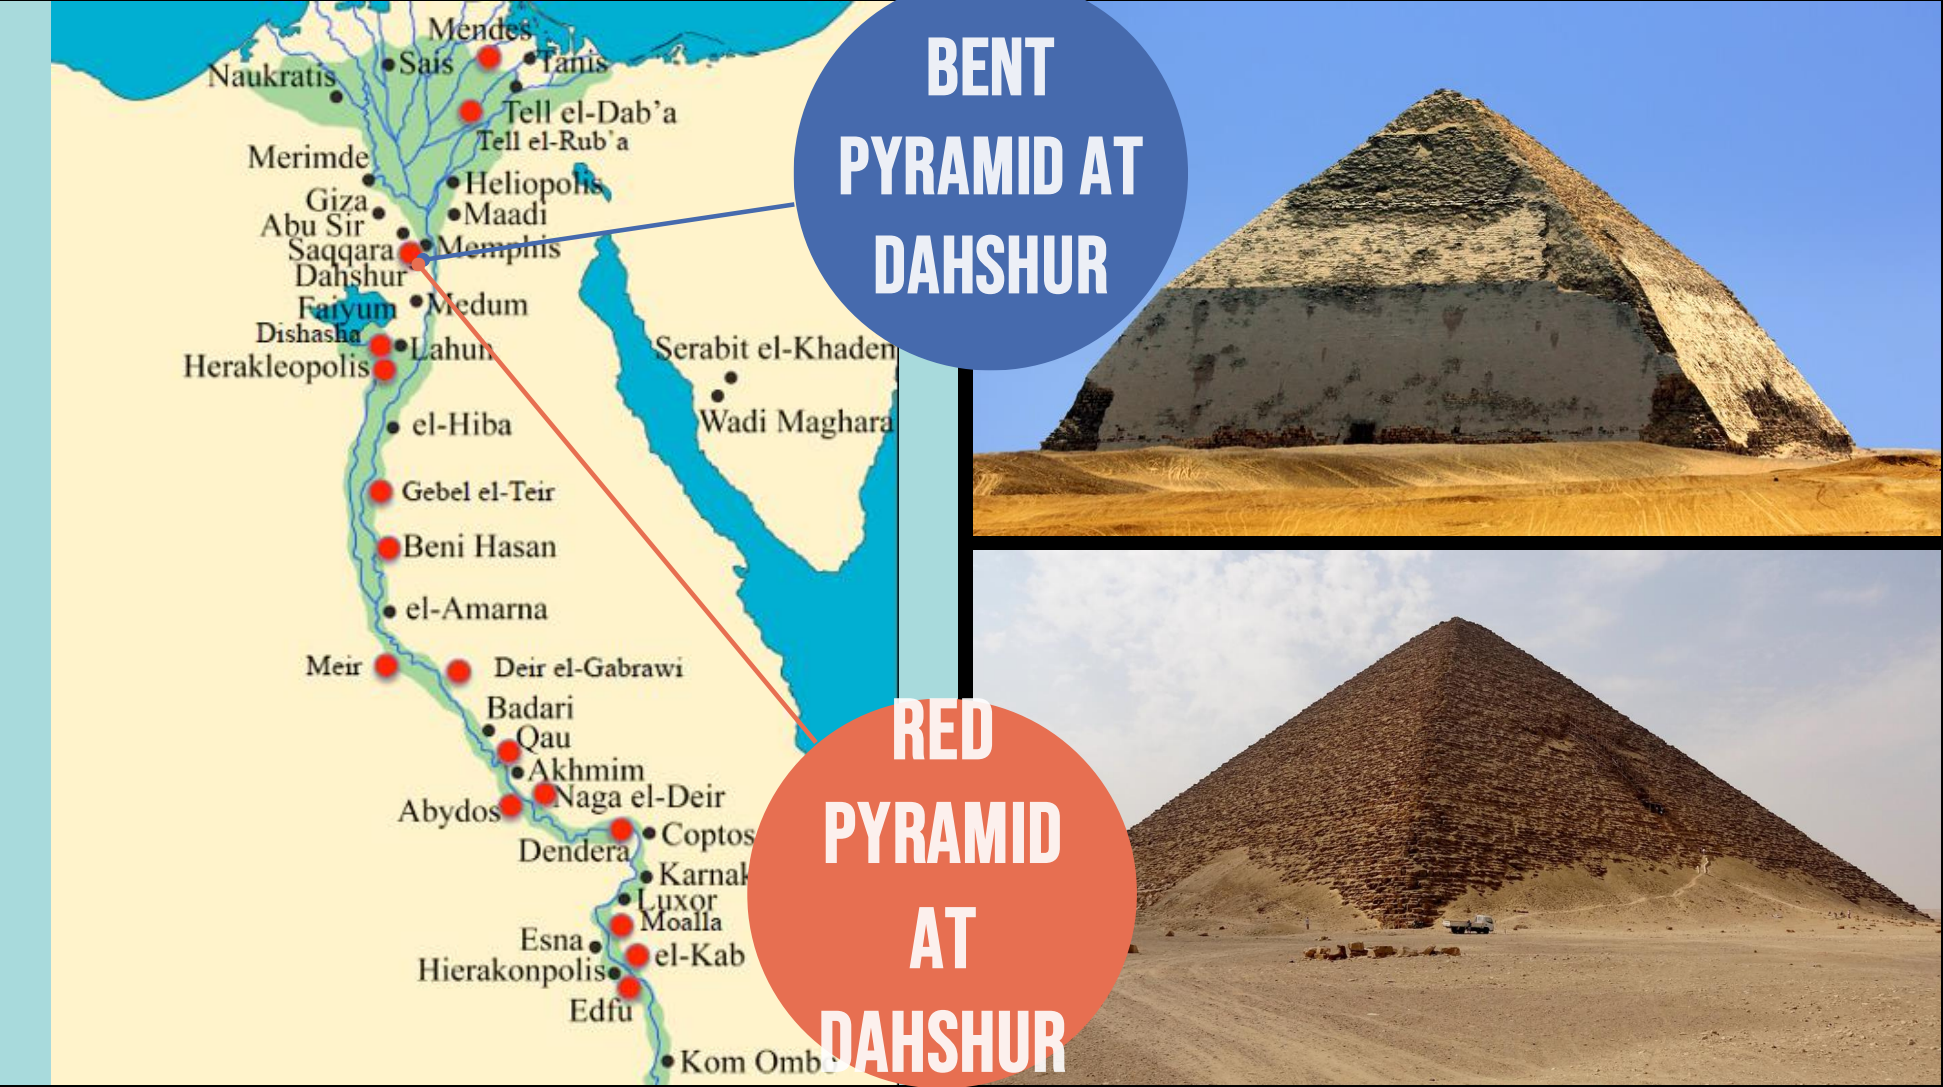 Mendes
Sais
Tanis
Naukratis
Tell el-Dab’a
Tell el-Rub’a
Merimde
Heliopolis
Giza
Maadi
Abu Sir
Saqqara
Memphis
Dahshur
Faiyum
Medum
Dishasha
Lahun
Herakleopolis
Serabit el-Khaden
Wadi Maghara
el-Hiba
Gebel el-Teir
Beni Hasan
el-Amarna
Meir
Deir el-Gabrawi
Badari
Qau
Akhmim
Naga el-Deir
Abydos
Coptos
Dendera
Karnak
Luxor
Moalla
Esna
el-Kab
Hierakonpolis
Edfu
Kom Ombo
BENT
PYRAMID AT
DAHSHUR
RED
PYRAMID
AT
DAHSHUR